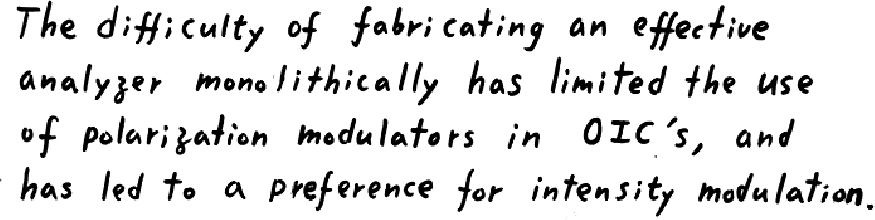 The difficulty of fabricating an effective
analyzer monolithically has limited the use
of polarization modulators in OIC's, and
has led to a preference for intensity modulation.